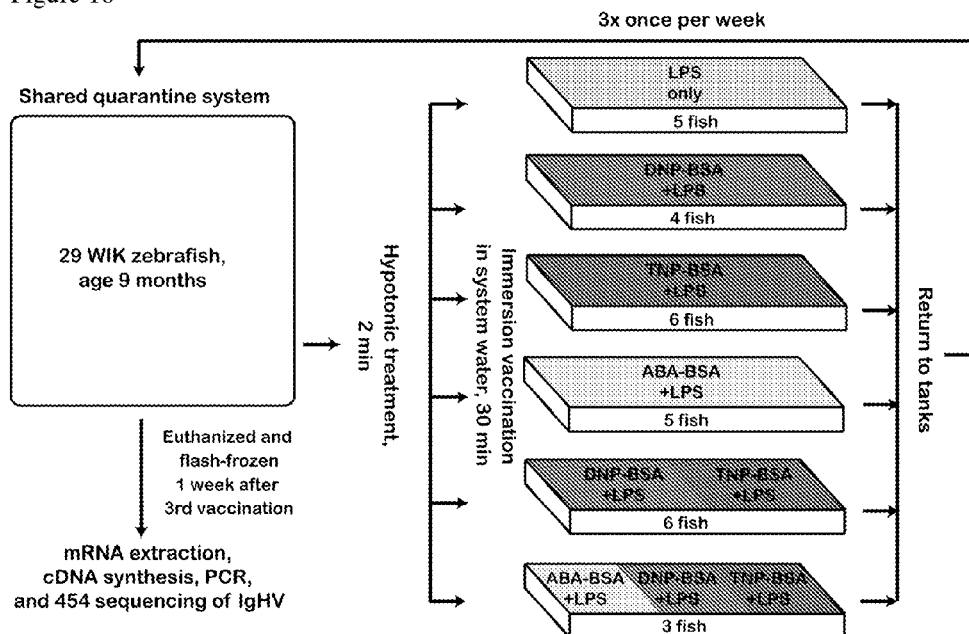 Figure 16
3x once per week
Shared quarantine system
29 WIK zebrafish,
age 9 months
Euthanized and
flash-frozen
1 week after
3rd vaccination
mRNA extraction,
cDNA synthesis, PCR,
and 454 sequencing of IgHV
Hypotonic treatment,
2 min
Immersion vaccination
in system water, 30 min
LPS
only
5 fish
DNP-BSA
+LPS
4 fish
TNP-BSA
+LPS
6 fish
ABA-BSA
+LPS
5 fish
DNP-BSA TNP-BSA
+LPS +LPS
6 fish
ABA-BSA DNP-BSA TNP-BSA
+LPS +LPS +LPS
3 fish
Return to tanks